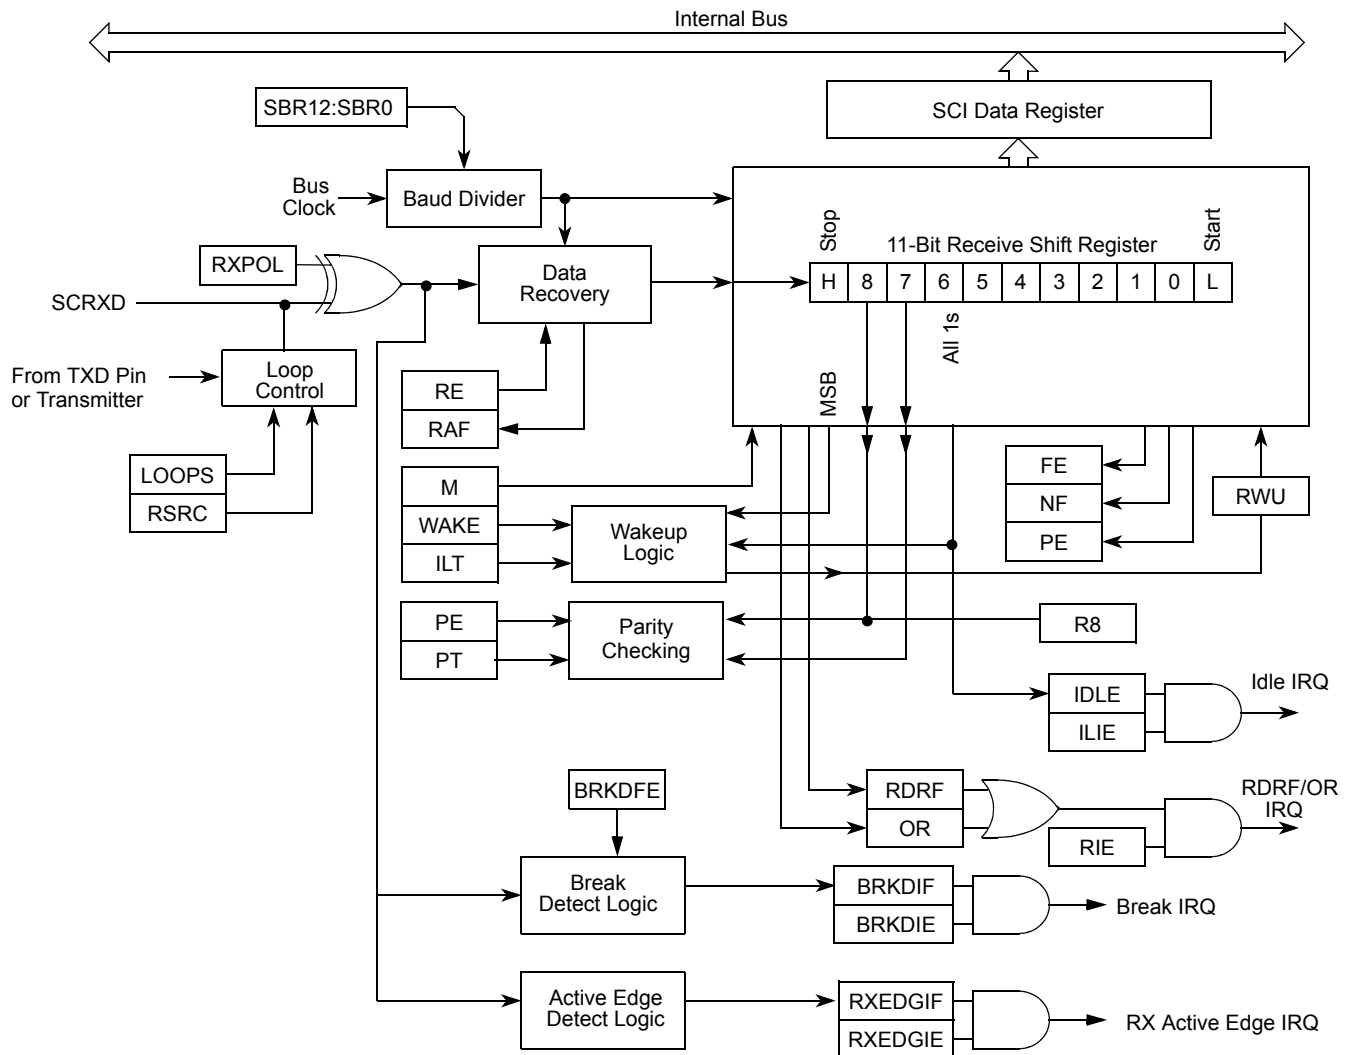 Internal Bus
SBR12:SBR0
SCI Data Register
Bus
Clock
Baud Divider
Stop
11-Bit Receive Shift Register
Start
RXPOL
Data
Recovery
H 8 7 6 5 4 3 2 1 0 L
SCRXD
All 1s
From TXD Pin
or Transmitter
Loop
Control
MSB
RE
RAF
LOOPS
RSRC
M
WAKE
ILT
Wakeup
Logic
FE
NF
PE
RWU
PE
PT
Parity
Checking
R8
IDLE
ILIE
Idle IRQ
BRKDFE
RDRF
OR
RIE
RDRF/OR
IRQ
Break
Detect Logic
BRKDIF
BRKDIE
Break IRQ
Active Edge
Detect Logic
RXEDGIF
RXEDGIE
RX Active Edge IRQ